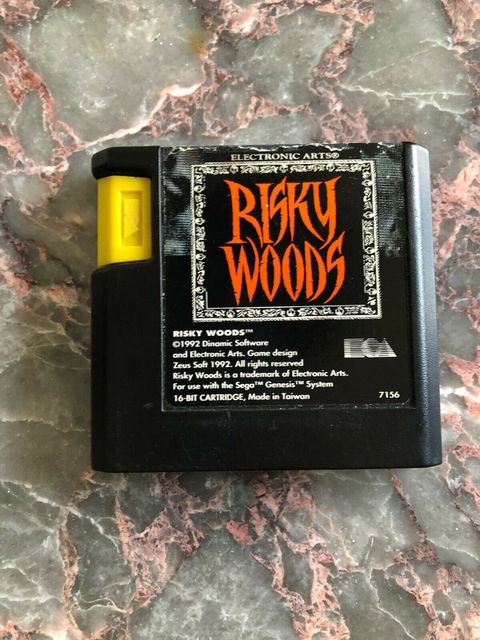 ELECTRONIC ARTS®
RISKY
WOODS
RISKY WOODS™
©1992 Dinamic Software
and Electronic Arts. Game design
Zeus Soft 1992. All rights reserved
Risky Woods is a trademark of Electronic Arts.
For use with the Sega™ Genesis™ System
16-BIT CARTRIDGE, Made in Taiwan 7156
EA